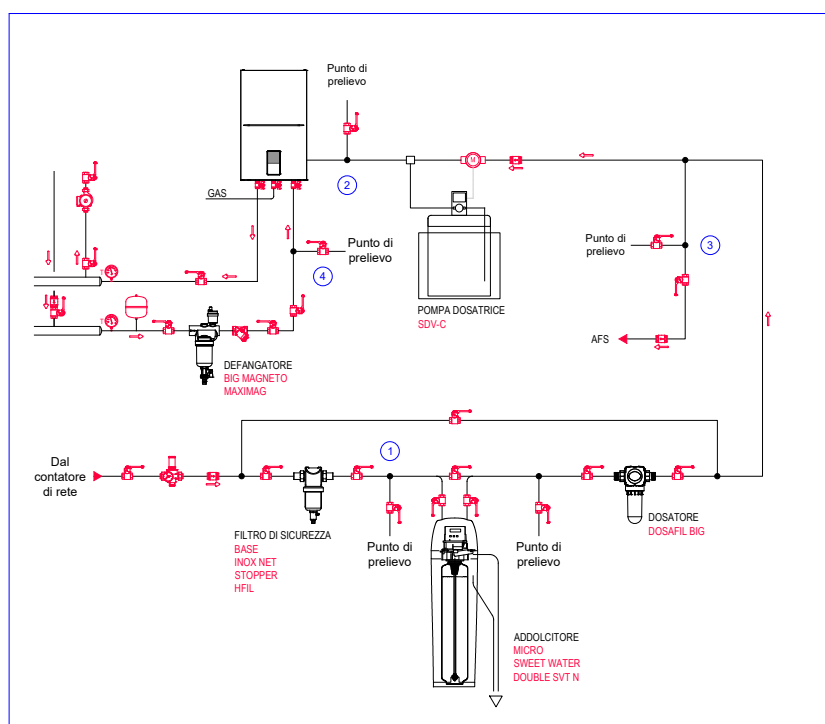 Punto di
prelievo
GAS
2
M
Punto di
prelievo
4
T
T
POMPA DOSATRICE
SDV-C
Punto di
prelievo
3
AFS
DEFANGATORE
BIG MAGNETO
MAXIMAG
Dal
contatore
di rete
1
FILTRO DI SICUREZZA
BASE
INOX NET
STOPPER
HFIL
Punto di
prelievo
Punto di
prelievo
DOSATORE
DOSAFIL BIG
ADDOLCITORE
MICRO
SWEET WATER
DOUBLE SVT N